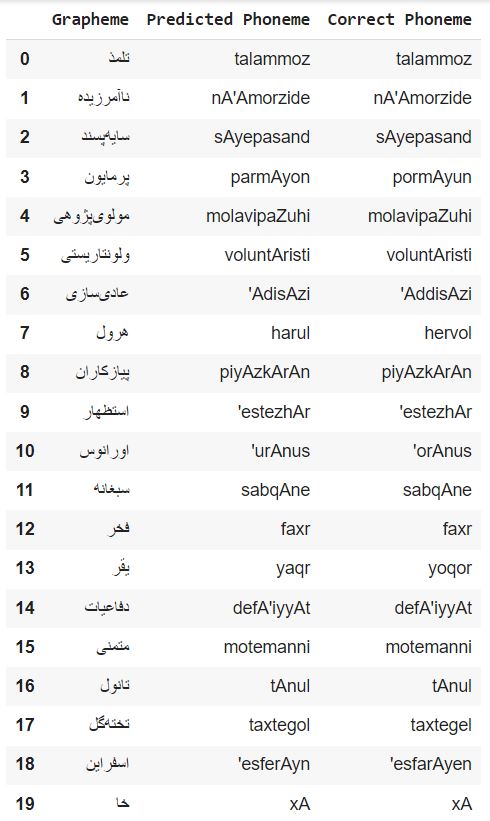 Grapheme Predicted Phoneme Correct Phoneme
0 تلمذ talammoz talammoz
1 ناآمرزیده nA'Amorzide nA'Amorzide
2 سایه‌پسند sAyepasand sAyepasand
3 پرمایون parmAyon pormAyun
4 مولوی‌پژوهی molavipaZuhi molavipaZuhi
5 ولونتاریستی voluntAristi voluntAristi
6 عادی‌سازی 'AdisAzi 'AddisAzi
7 هرول harul hervol
8 پیازکاران piyAzkArAn piyAzkArAn
9 استظهار 'estezhAr 'estezhAr
10 اورانوس 'urAnus 'orAnus
11 سبغانه sabqAne sabqAne
12 فخر faxr faxr
13 یقر yaqr yoqor
14 دفاعیات defA'iyyAt defA'iyyAt
15 متمنی motemanni motemanni
16 تانول tAnul tAnul
17 تخته‌گل taxtegol taxtegel
18 اسفراین 'esferAyn 'esfarAyen
19 خا xA xA